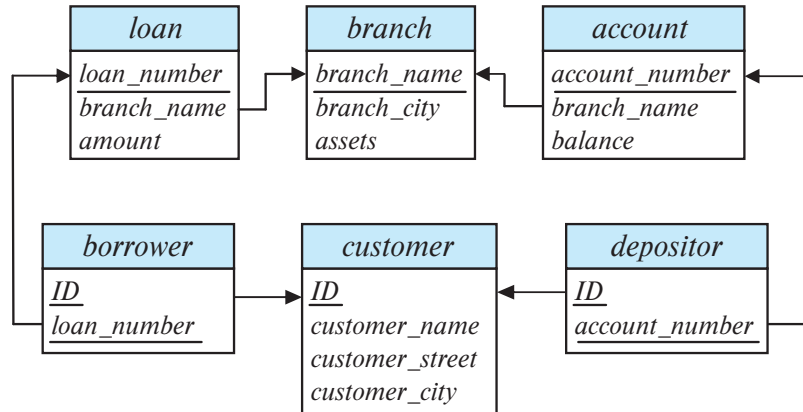 loan
loan_number
branch_name
amount
branch
branch_name
branch_city
assets
account
account_number
branch_name
balance
borrower
ID
loan_number
customer
ID
customer_name
customer_street
customer_city
depositor
ID
account_number